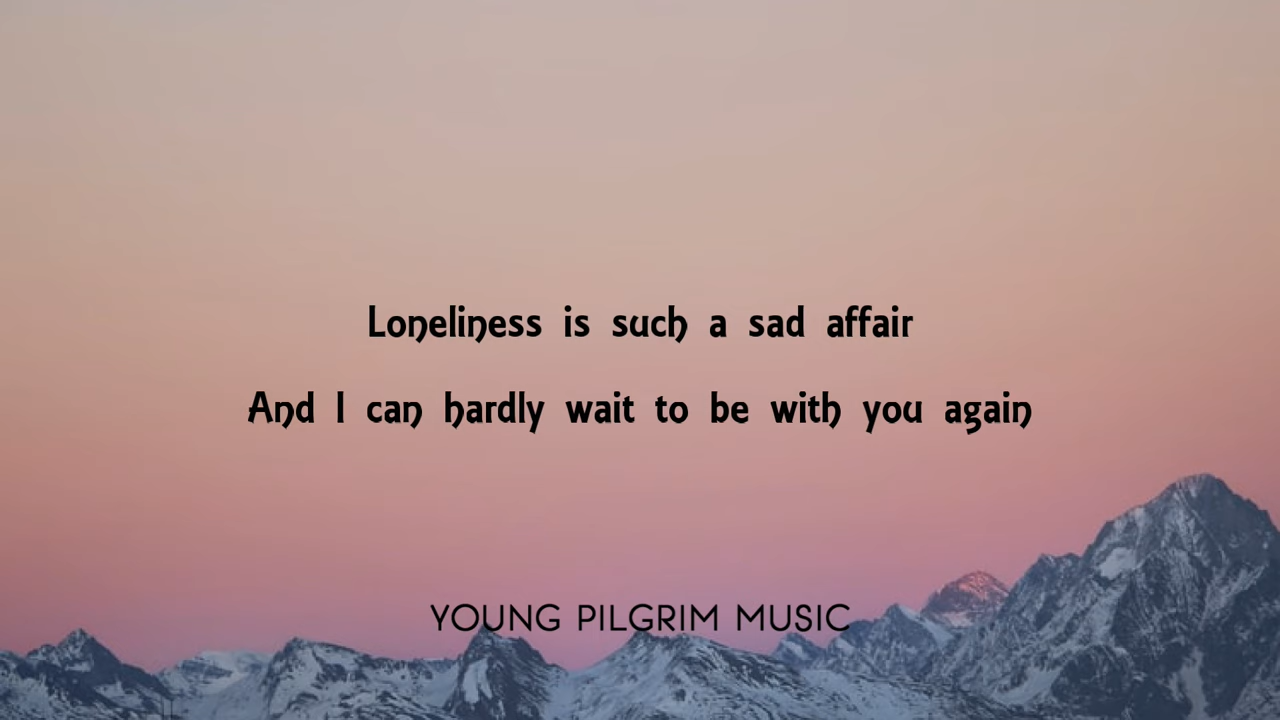 Loneliness is such a sad affair
And I can hardly wait to be with you again
YOUNG PILGRIM MUSIC